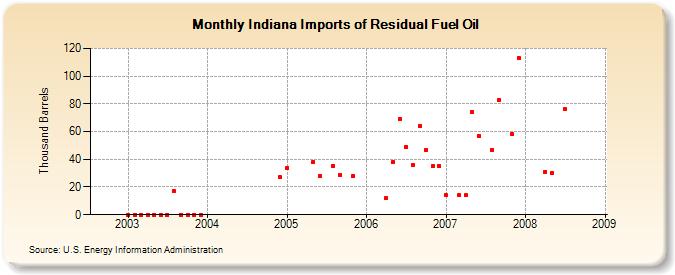 Monthly Indiana Imports of Residual Fuel Oil
Thousand Barrels
120
100
80
60
40
20
0
2003 2004 2005 2006 2007 2008 2009
Source: U.S. Energy Information Administration